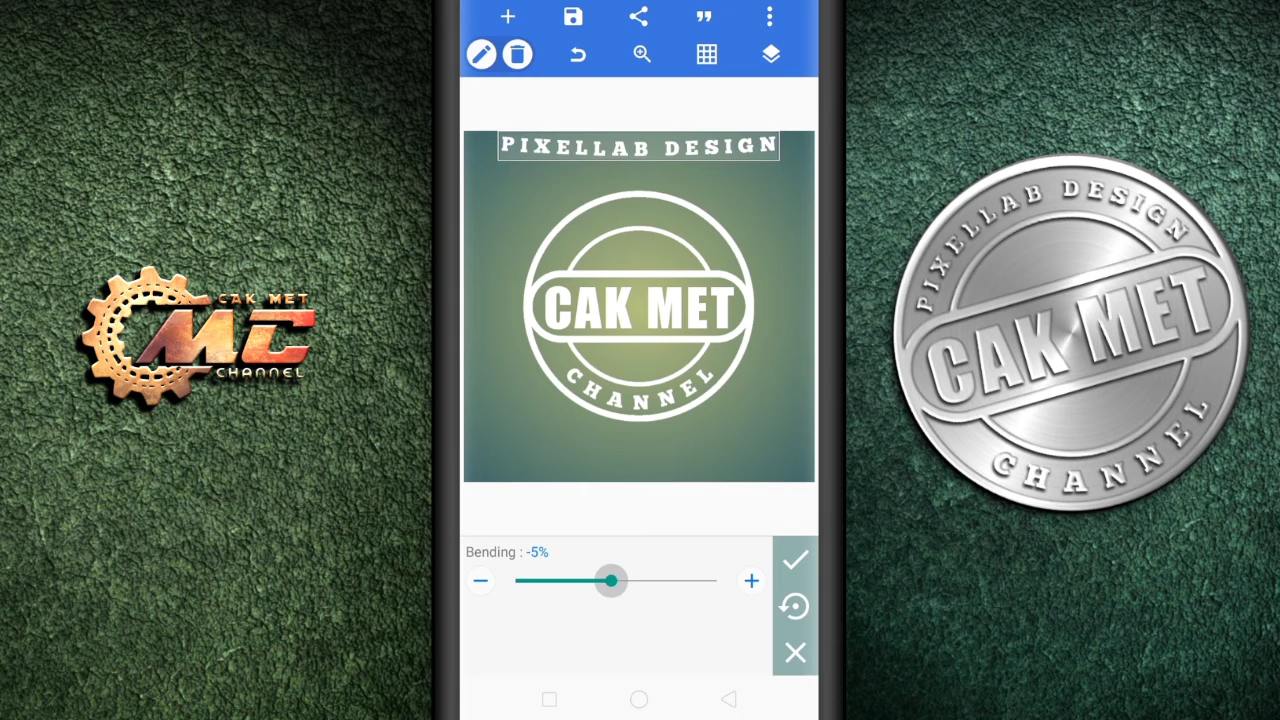 CAK MET
MC
CHANNEL
PIXELLAB DESIGN
CAK MET
CHANNEL
Bending : -5%
PIXELLAB DESIGN
CAK MET
CHANNEL